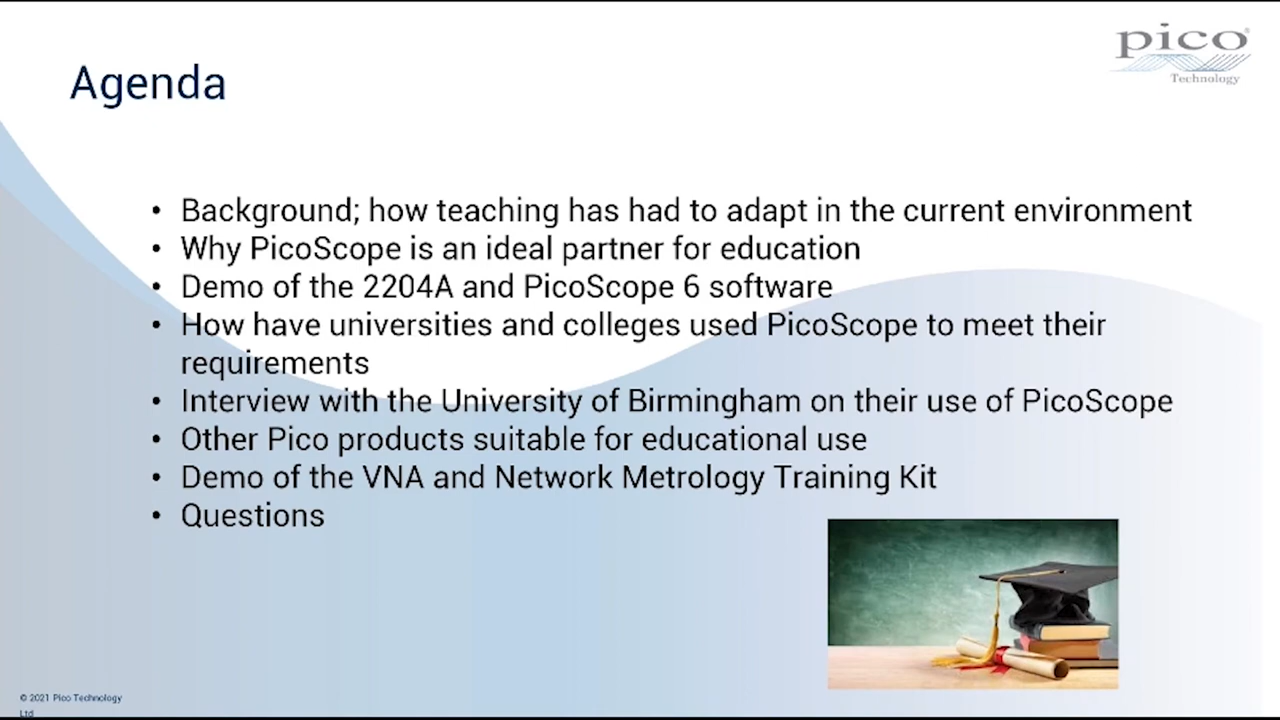 pico
Technology
Agenda
• Background; how teaching has had to adapt in the current environment
• Why PicoScope is an ideal partner for education
• Demo of the 2204A and PicoScope 6 software
• How have universities and colleges used PicoScope to meet their
requirements
• Interview with the University of Birmingham on their use of PicoScope
• Other Pico products suitable for educational use
• Demo of the VNA and Network Metrology Training Kit
• Questions
© 2021 Pico Technology
Ltd